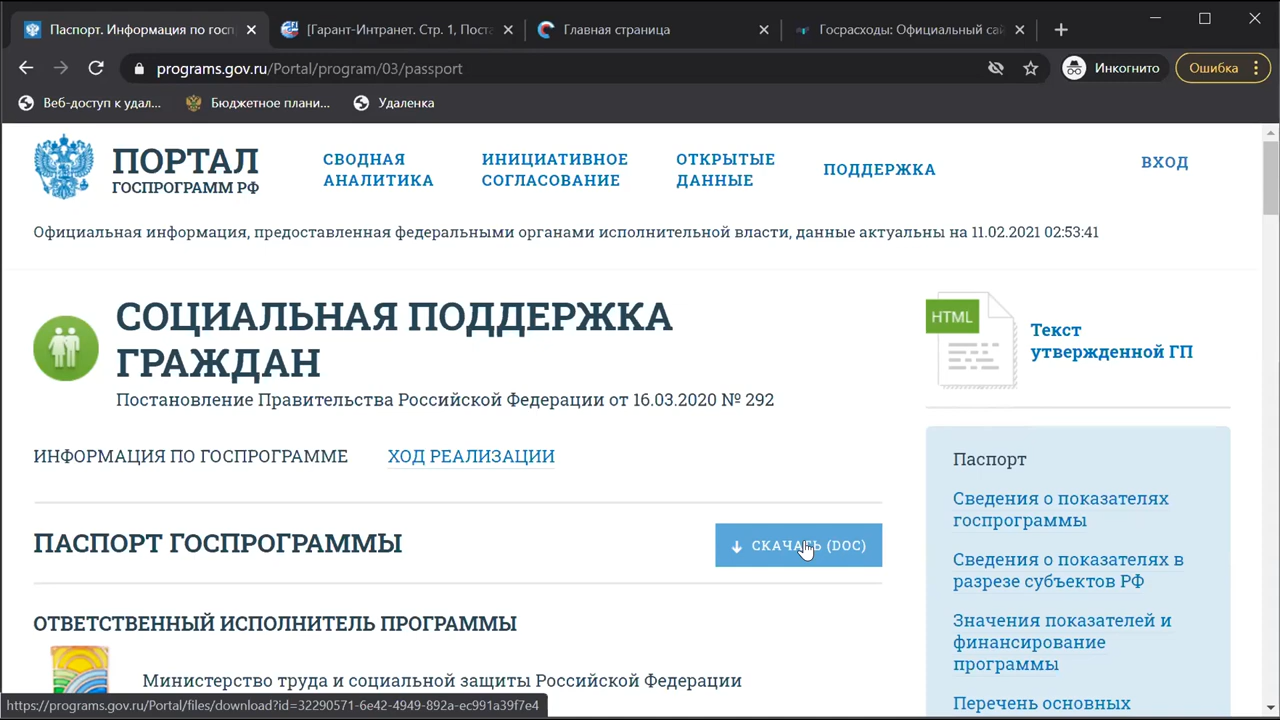 Паспорт. Информация по госп
[Гарант-Интранет. Стр. 1, Пост
Главная страница
Госрасходы: Официальный сай
programs.gov.ru/Portal/program/03/passport
Инкогнито
Ошибка
Веб-доступ к удал...
Бюджетное плани...
Удаленка
ПОРТАЛ
ГОСПРОГРАММ РФ
СВОДНАЯ
АНАЛИТИКА
ИНИЦИАТИВНОЕ
СОГЛАСОВАНИЕ
ОТКРЫТЫЕ
ДАННЫЕ
ПОДДЕРЖКА
ВХОД
Официальная информация, предоставленная федеральными органами исполнительной власти, данные актуальны на 11.02.2021 02:53:41
СОЦИАЛЬНАЯ ПОДДЕРЖКА
ГРАЖДАН
Постановление Правительства Российской Федерации от 16.03.2020 № 292
HTML
Текст
утвержденной ГП
ИНФОРМАЦИЯ ПО ГОСПРОГРАММЕ
ХОД РЕАЛИЗАЦИИ
ПАСПОРТ ГОСПРОГРАММЫ
СКАЧАТЬ (DOC)
ОТВЕТСТВЕННЫЙ ИСПОЛНИТЕЛЬ ПРОГРАММЫ
Министерство труда и социальной защиты Российской Федерации
Паспорт
Сведения о показателях
госпрограммы
Сведения о показателях в
разрезе субъектов РФ
Значения показателей и
финансирование
программы
Перечень основных
https://programs.gov.ru/Portal/files/download?id=32290571-6e42-4949-892a-ec991a39f7e4